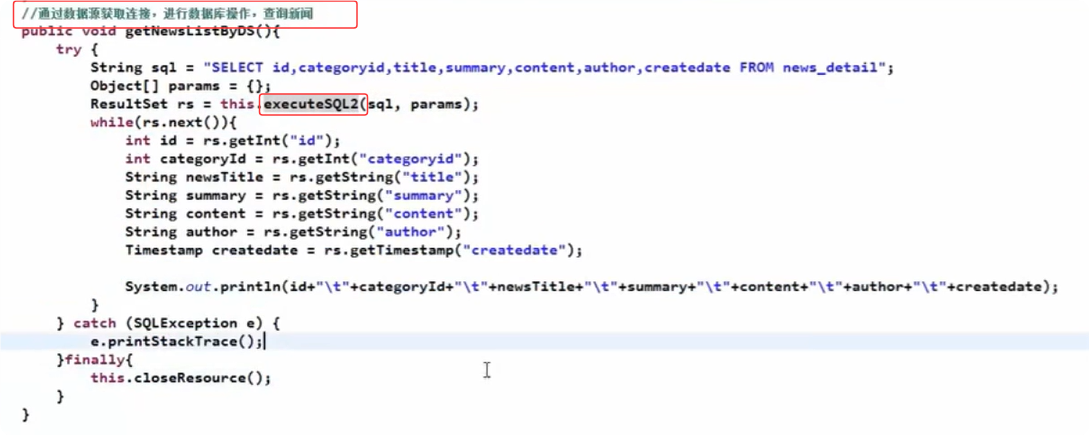 //通过数据源获取连接，进行数据库操作，查询新闻
public void getNewsListByDS(){
    try {
        String sql = "SELECT id,categoryid,title,summary,content,author,createdate FROM news_detail";
        Object[] params = {};
        ResultSet rs = this.executeSQL2(sql, params);
        while(rs.next()){
            int id = rs.getInt("id");
            int categoryId = rs.getInt("categoryid");
            String newsTitle = rs.getString("title");
            String summary = rs.getString("summary");
            String content = rs.getString("content");
            String author = rs.getString("author");
            Timestamp createdate = rs.getTimestamp("createdate");
            System.out.println(id+"\t"+categoryId+"\t"+newsTitle+"\t"+summary+"\t"+content+"\t"+author+"\t"+createdate);
        }
    } catch (SQLException e) {
        e.printStackTrace();
    }finally{
        this.closeResource();
    }
}